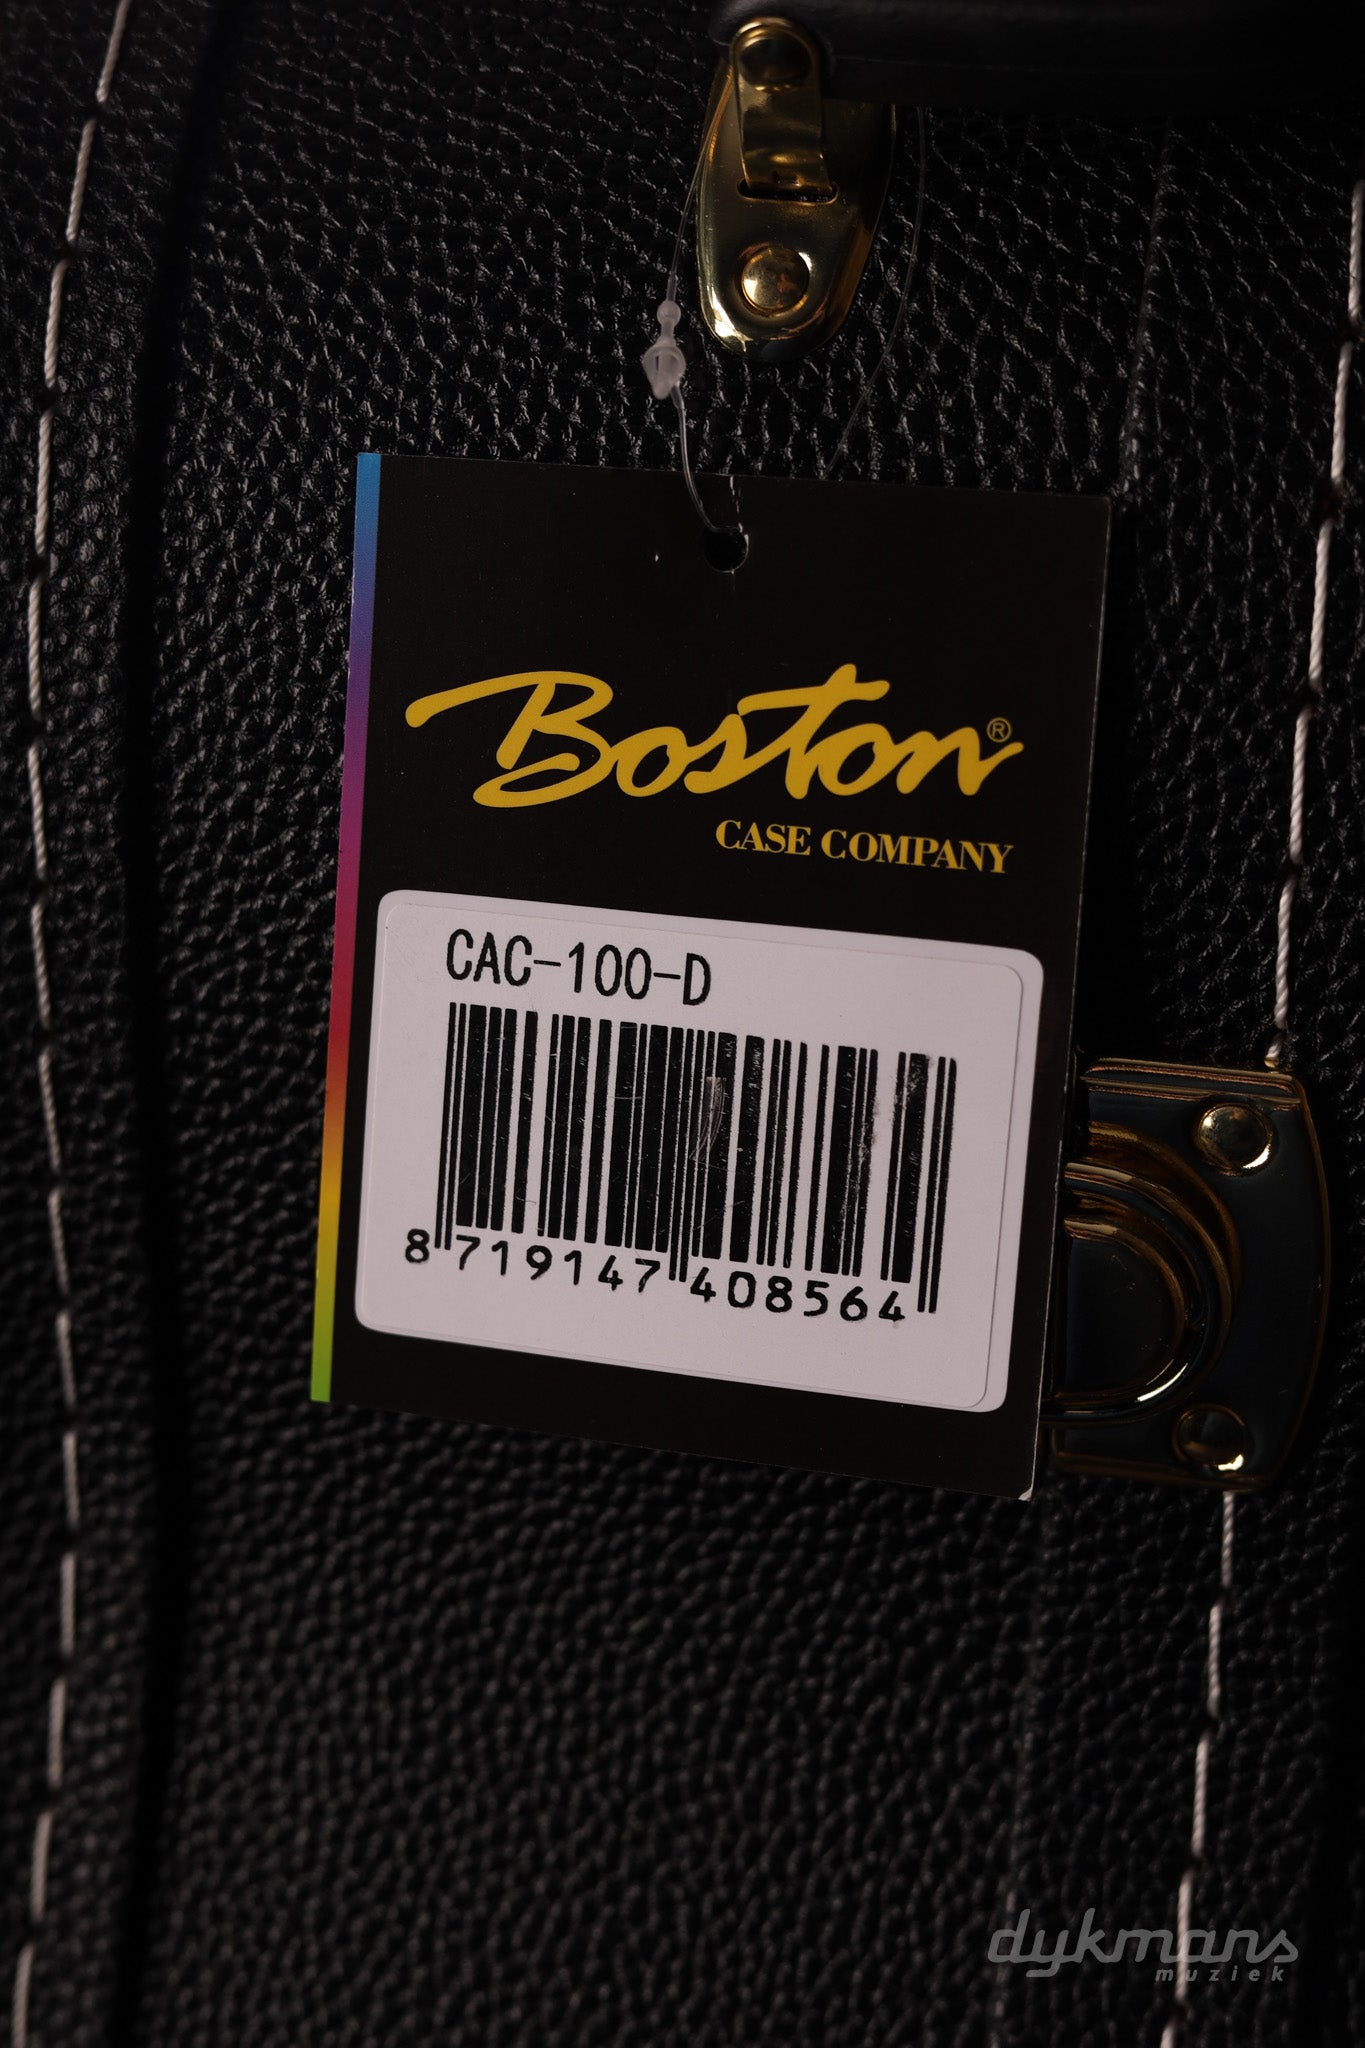 Boston®
CASE COMPANY
CAC-100-D
8 719147 408564
dykmans
muziek